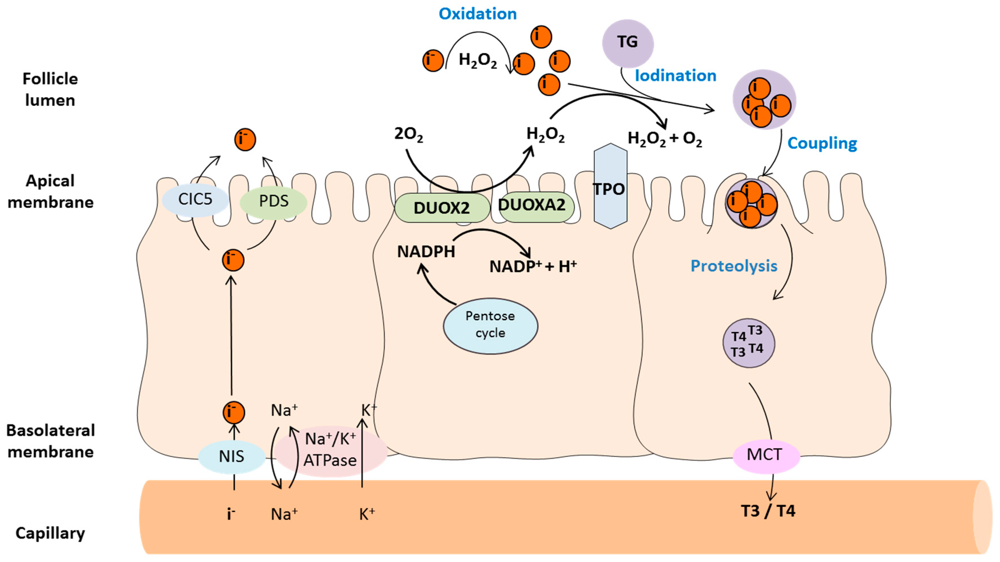 Oxidation
i⁻
H₂O₂
i
i
i
i
TG
Iodination
i
i
i
i
Follicle
lumen
i⁻
2O₂
H₂O₂
H₂O₂ + O₂
Coupling
Apical
membrane
CIC5
PDS
DUOX2
DUOXA2
TPO
i
i
i
i
i⁻
NADPH
NADP⁺ + H⁺
Proteolysis
Pentose
cycle
T4 T3
T3 T4
Basolateral
membrane
i⁻
Na⁺
K⁺
NIS
Na⁺/K⁺
ATPase
MCT
Capillary
i⁻
Na⁺
K⁺
T3 / T4